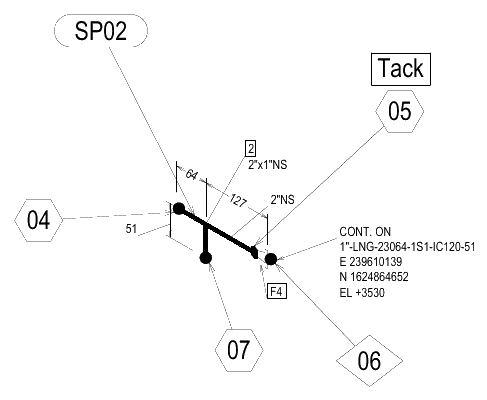 SP02
Tack
05
2
2"x1"NS
64
127
2"NS
04
51
CONT. ON
1"-LNG-23064-1S1-IC120-51
E 239610139
N 1624864652
EL +3530
F4
07
06